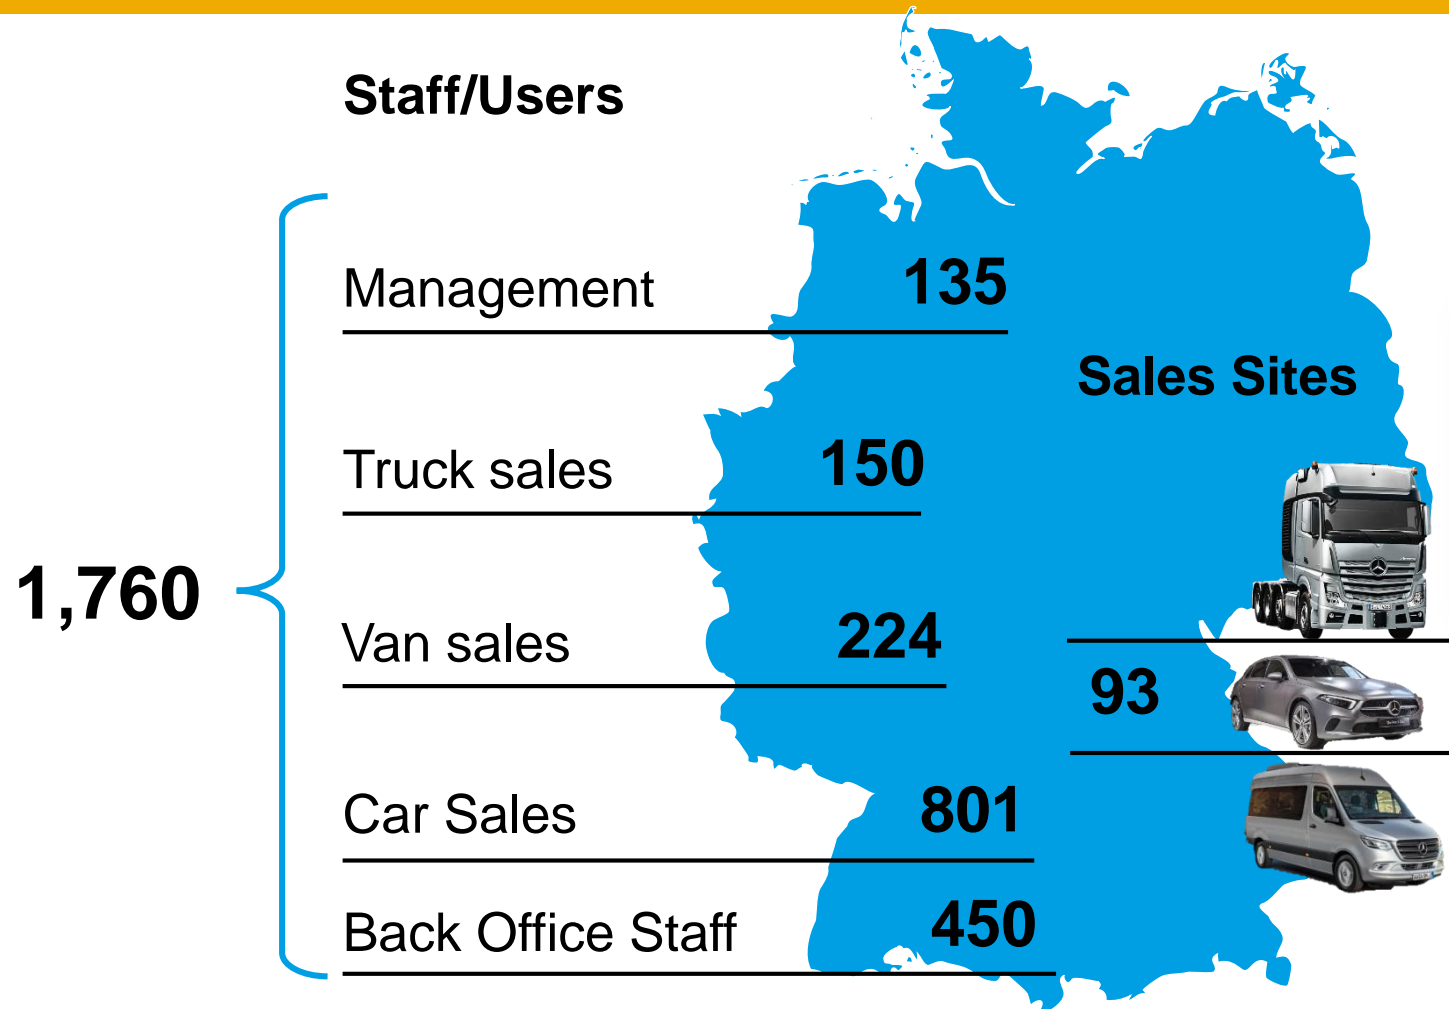 Staff/Users
Management 135
Sales Sites
Truck sales 150
1,760
Van sales 224
93
Car Sales 801
Back Office Staff 450